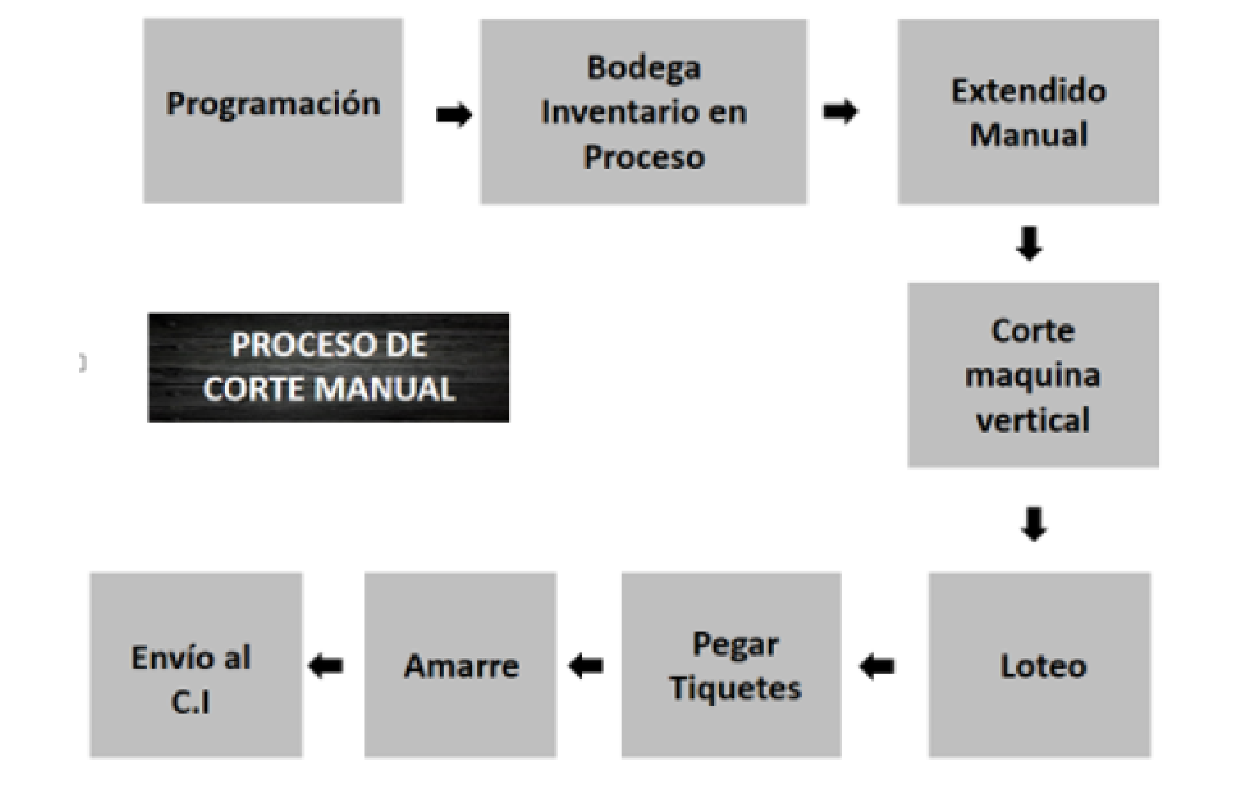 Programación
Bodega
Inventario en
Proceso
Extendido
Manual
PROCESO DE
CORTE MANUAL
Corte
maquina
vertical
Loteo
Pegar
Tiquetes
Amarre
Envío al
C.I